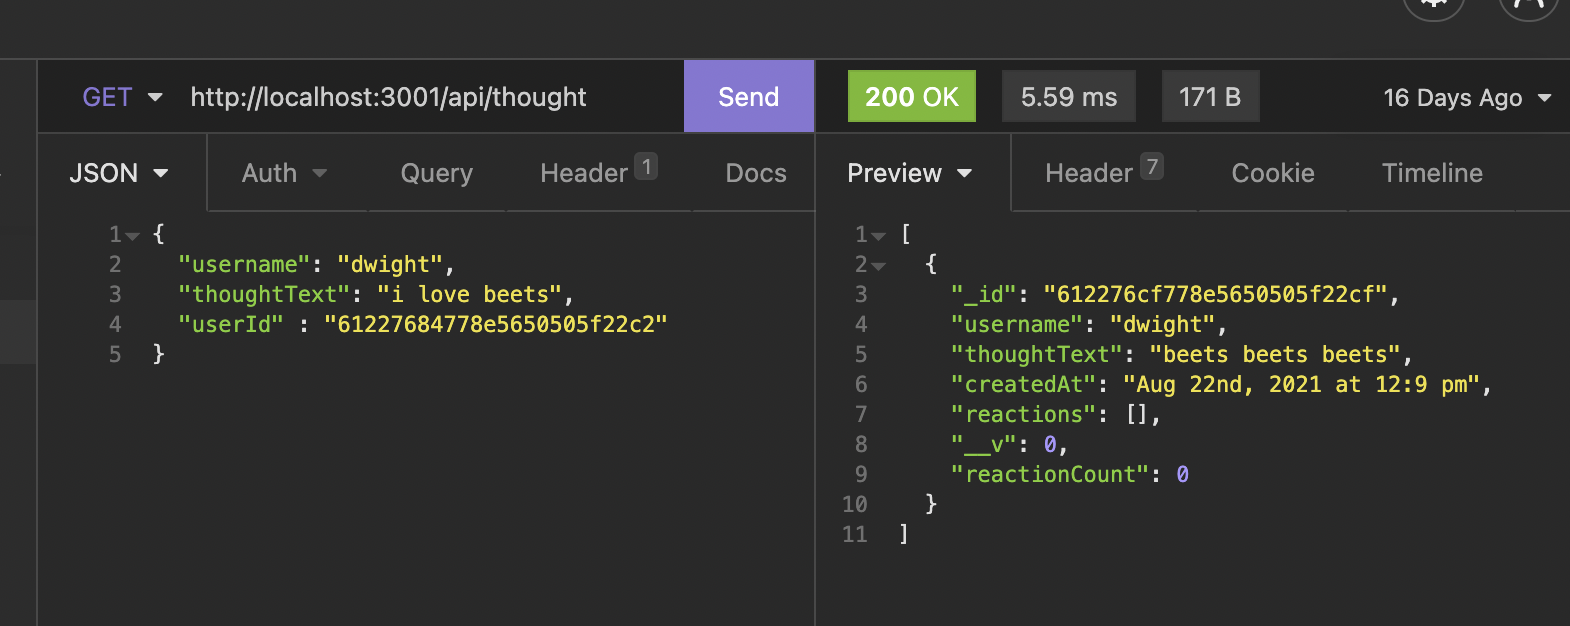 GET http://localhost:3001/api/thought Send 200 OK 5.59 ms 171 B 16 Days Ago
JSON Auth Query Header 1 Docs Preview Header 7 Cookie Timeline
1 {
2 "username": "dwight",
3 "thoughtText": "i love beets",
4 "userId" : "61227684778e5650505f22c2"
5 }
1 [
2 {
3 "_id": "612276cf778e5650505f22cf",
4 "username": "dwight",
5 "thoughtText": "beets beets beets",
6 "createdAt": "Aug 22nd, 2021 at 12:9 pm",
7 "reactions": [],
8 "__v": 0,
9 "reactionCount": 0
10 }
11 ]